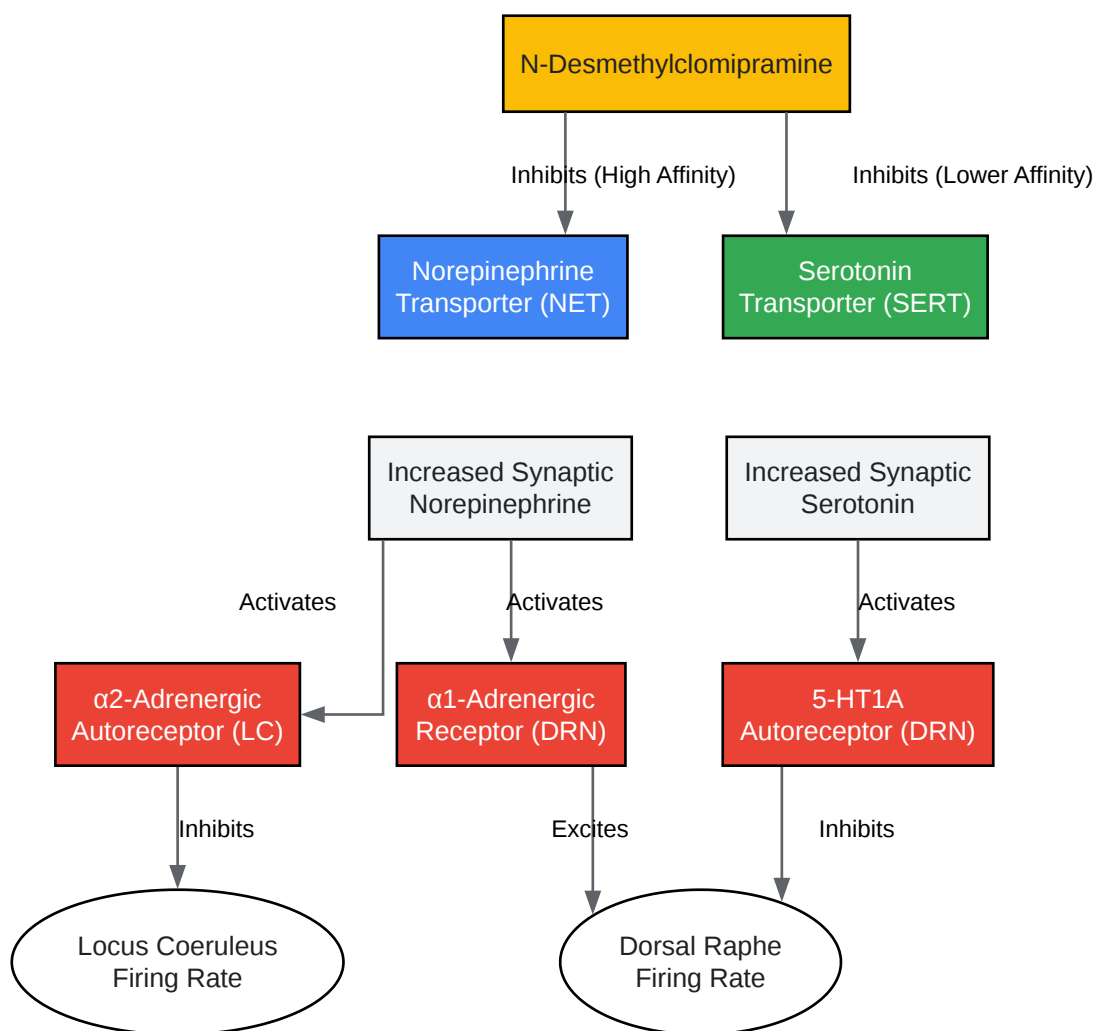 N-Desmethylclomipramine
Inhibits (High Affinity)
Inhibits (Lower Affinity)
Norepinephrine
Transporter (NET)
Serotonin
Transporter (SERT)
Increased Synaptic
Norepinephrine
Increased Synaptic
Serotonin
Activates
Activates
Activates
α2-Adrenergic
Autoreceptor (LC)
α1-Adrenergic
Receptor (DRN)
5-HT1A
Autoreceptor (DRN)
Inhibits
Excites
Inhibits
Locus Coeruleus
Firing Rate
Dorsal Raphe
Firing Rate